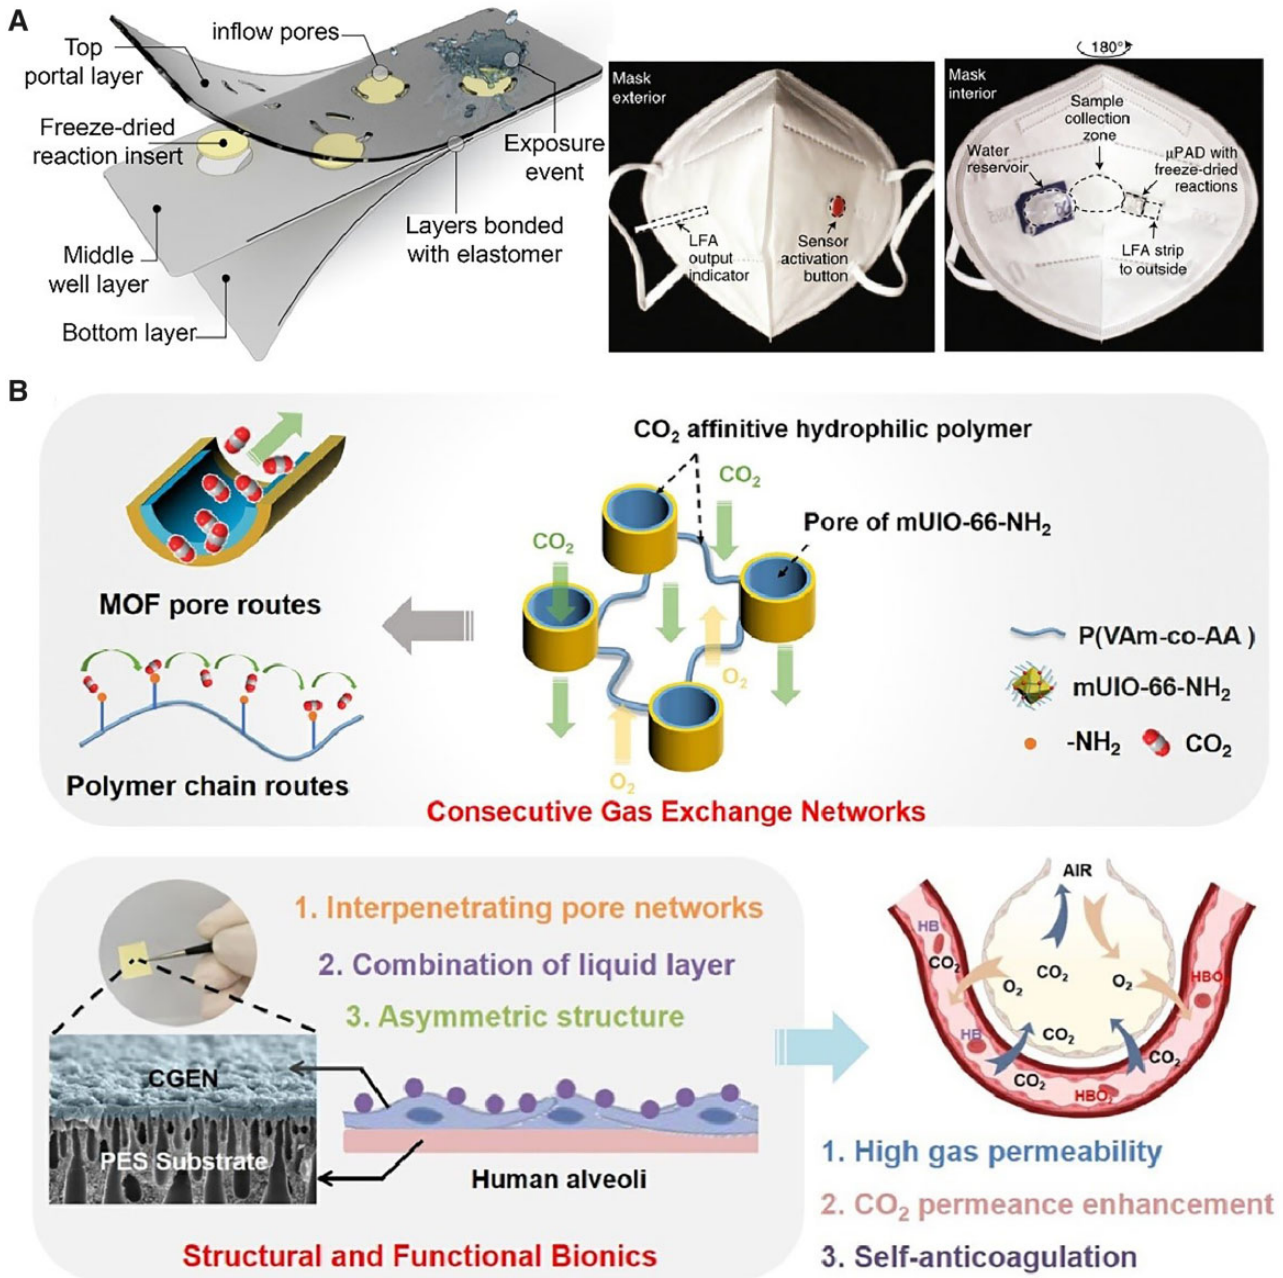 A
Top
portal layer
inflow pores
Freeze-dried
reaction insert
Exposure
event
Layers bonded
with elastomer
Middle
well layer
Bottom layer
Mask
exterior
LFA
output
indicator
Sensor
activation
button
180°
Mask
interior
Sample
collection
zone
Water
reservoir
µPAD with
freeze-dried
reactions
LFA strip
to outside
B
CO₂ affinitive hydrophilic polymer
CO₂
CO₂
Pore of mUIO-66-NH₂
MOF pore routes
P(VAm-co-AA)
mUIO-66-NH₂
-NH₂
CO₂
O₂
O₂
Polymer chain routes
Consecutive Gas Exchange Networks
1. Interpenetrating pore networks
2. Combination of liquid layer
3. Asymmetric structure
CGEN
PES Substrate
Human alveoli
Structural and Functional Bionics
AIR
HB
CO₂
O₂
CO₂
O₂
HBO₂
HB
CO₂
CO₂
CO₂
HBO₂
1. High gas permeability
2. CO₂ permeance enhancement
3. Self-anticoagulation